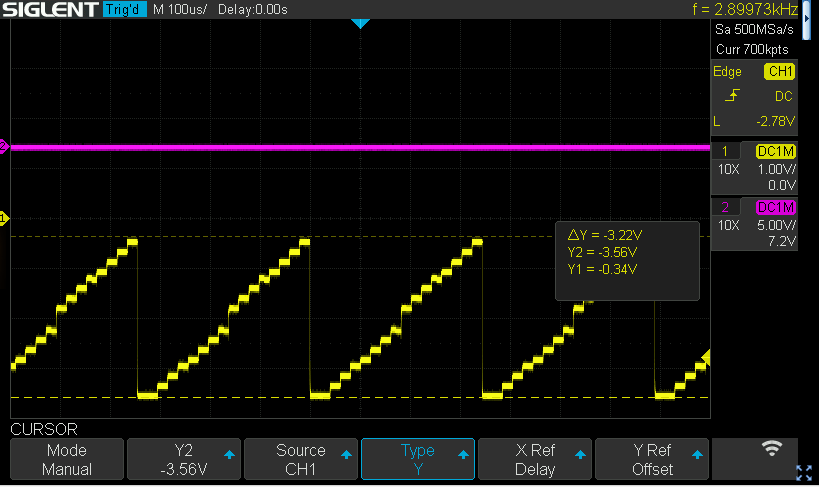 SIGLENT Trig'd M 100us/ Delay:0.00s f = 2.89973kHz
Sa 500MSa/s
Curr 700kpts
Edge CH1
DC
L -2.78V
1 DC1M
10X 1.00V/
0.0V
2 DC1M
10X 5.00V/
7.2V
2
1
ΔY = -3.22V
Y2 = -3.56V
Y1 = -0.34V
CURSOR
Mode
Manual
Y2
-3.56V
Source
CH1
Type
Y
X Ref
Delay
Y Ref
Offset